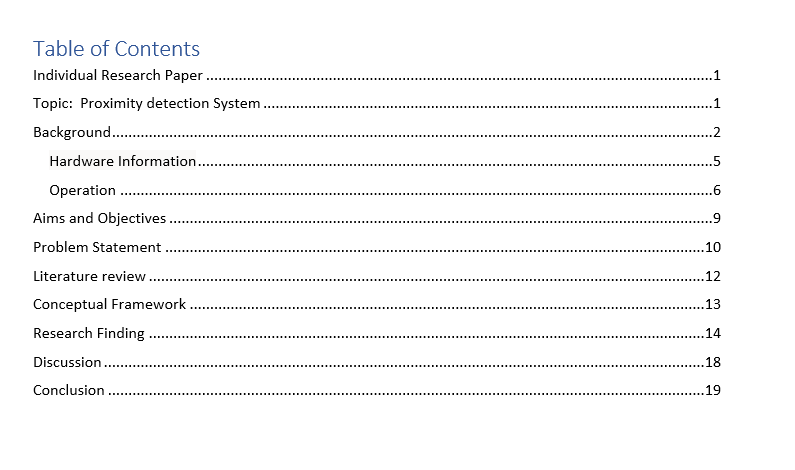 Table of Contents
Individual Research Paper ........................................................................................................................1
Topic:  Proximity detection System ..........................................................................................................1
Background..............................................................................................................................................2
Hardware Information..........................................................................................................................5
Operation ............................................................................................................................................6
Aims and Objectives .................................................................................................................................9
Problem Statement ................................................................................................................................10
Literature review ....................................................................................................................................12
Conceptual Framework ..........................................................................................................................13
Research Finding ....................................................................................................................................14
Discussion ..............................................................................................................................................18
Conclusion .............................................................................................................................................19